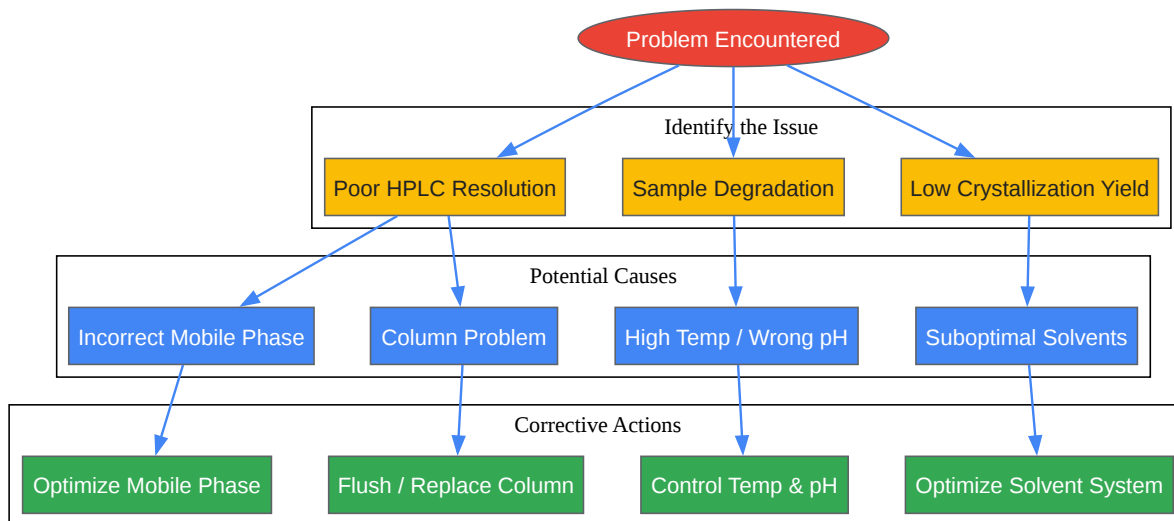 Problem Encountered
Identify the Issue
Poor HPLC Resolution
Sample Degradation
Low Crystallization Yield
Potential Causes
Incorrect Mobile Phase
Column Problem
High Temp / Wrong pH
Suboptimal Solvents
Corrective Actions
Optimize Mobile Phase
Flush / Replace Column
Control Temp & pH
Optimize Solvent System